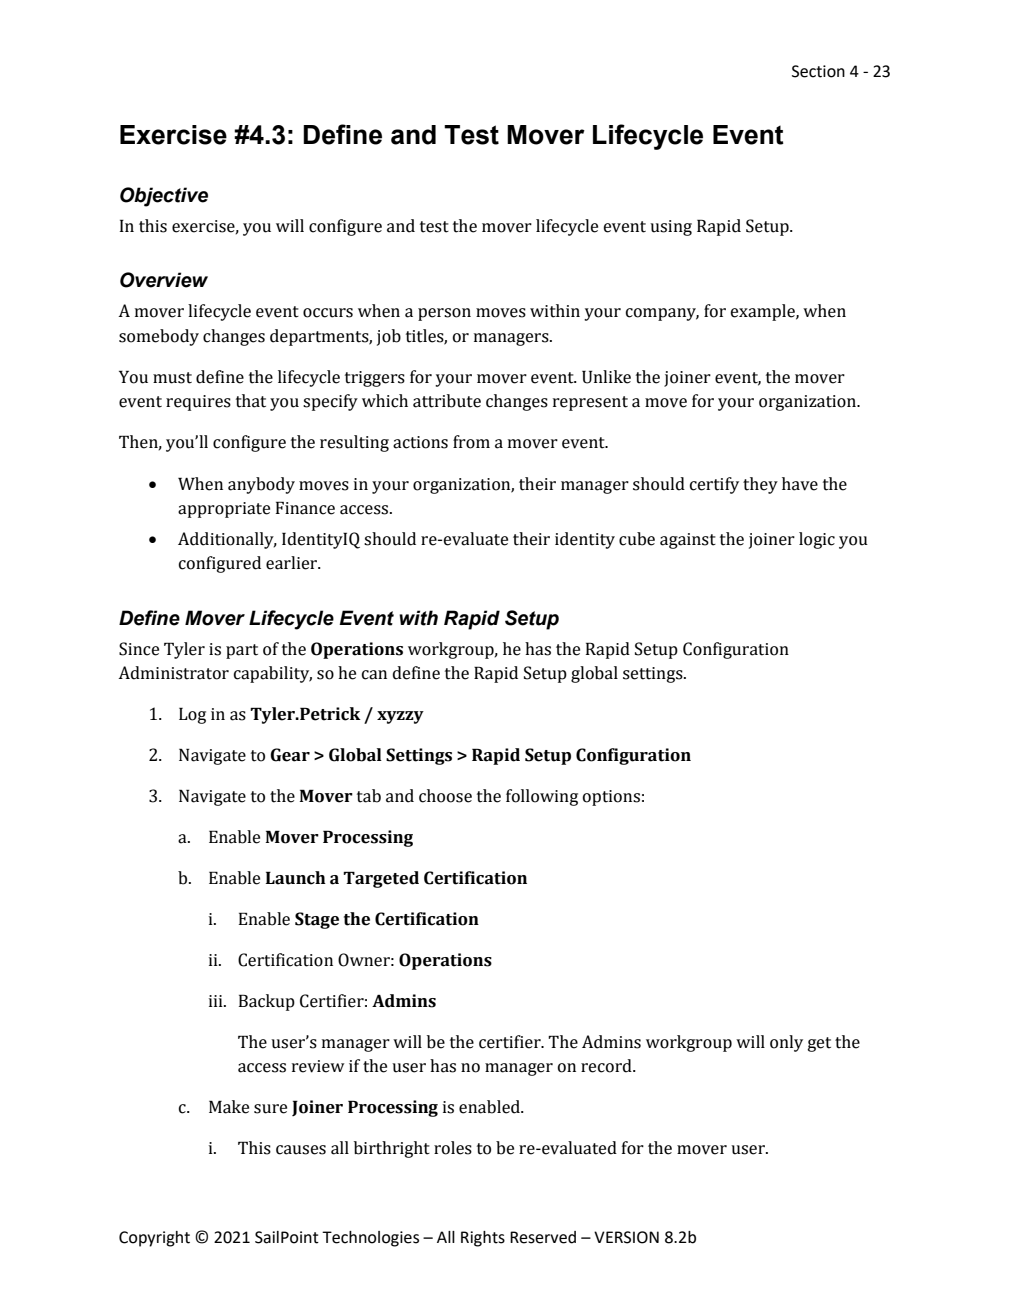 Section 4 - 23
Exercise #4.3: Define and Test Mover Lifecycle Event
Objective
In this exercise, you will configure and test the mover lifecycle event using Rapid Setup.
Overview
A mover lifecycle event occurs when a person moves within your company, for example, when
somebody changes departments, job titles, or managers.
You must define the lifecycle triggers for your mover event. Unlike the joiner event, the mover
event requires that you specify which attribute changes represent a move for your organization.
Then, you’ll configure the resulting actions from a mover event.
• When anybody moves in your organization, their manager should certify they have the
appropriate Finance access.
• Additionally, IdentityIQ should re-evaluate their identity cube against the joiner logic you
configured earlier.
Define Mover Lifecycle Event with Rapid Setup
Since Tyler is part of the Operations workgroup, he has the Rapid Setup Configuration
Administrator capability, so he can define the Rapid Setup global settings.
1. Log in as Tyler.Petrick / xyzzy
2. Navigate to Gear > Global Settings > Rapid Setup Configuration
3. Navigate to the Mover tab and choose the following options:
a. Enable Mover Processing
b. Enable Launch a Targeted Certification
i. Enable Stage the Certification
ii. Certification Owner: Operations
iii. Backup Certifier: Admins
The user’s manager will be the certifier. The Admins workgroup will only get the
access review if the user has no manager on record.
c. Make sure Joiner Processing is enabled.
i. This causes all birthright roles to be re-evaluated for the mover user.
Copyright © 2021 SailPoint Technologies – All Rights Reserved – VERSION 8.2b